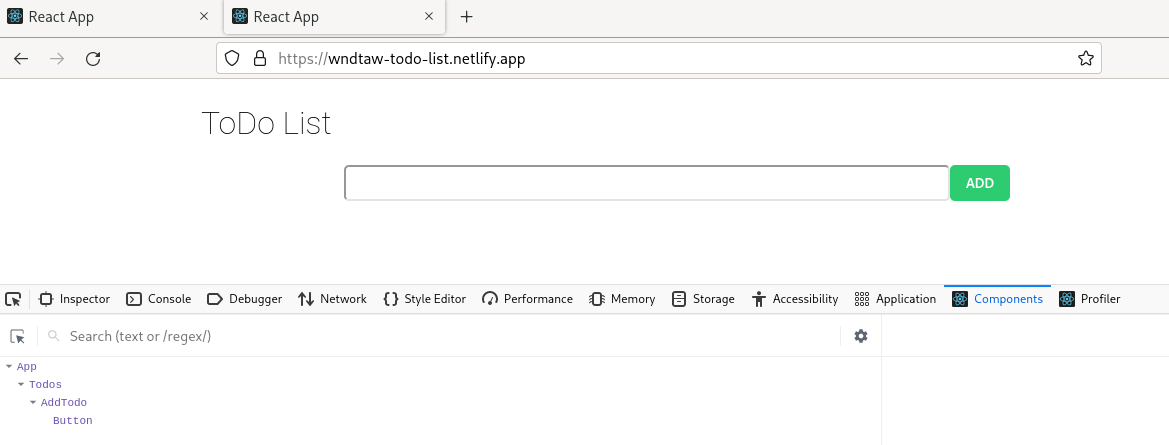 React App × React App × +
https://wndtaw-todo-list.netlify.app
ToDo List
ADD
Inspector Console Debugger Network Style Editor Performance Memory Storage Accessibility Application Components Profiler
Search (text or /regex/)
App
Todos
AddTodo
Button